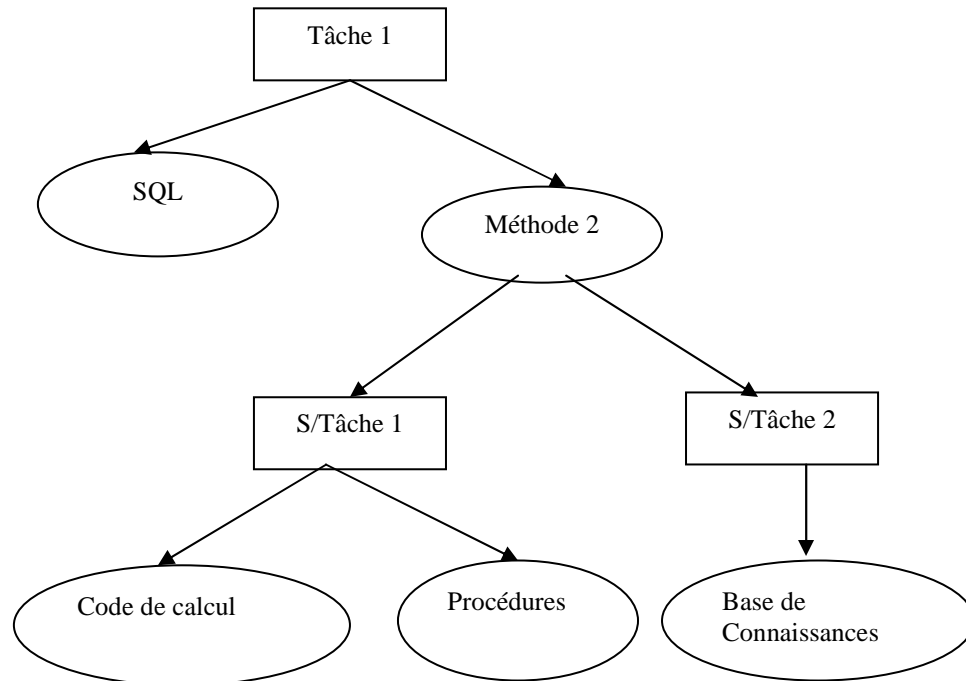 Tâche 1
SQL
Méthode 2
S/Tâche 1
S/Tâche 2
Code de calcul
Procédures
Base de
Connaissances